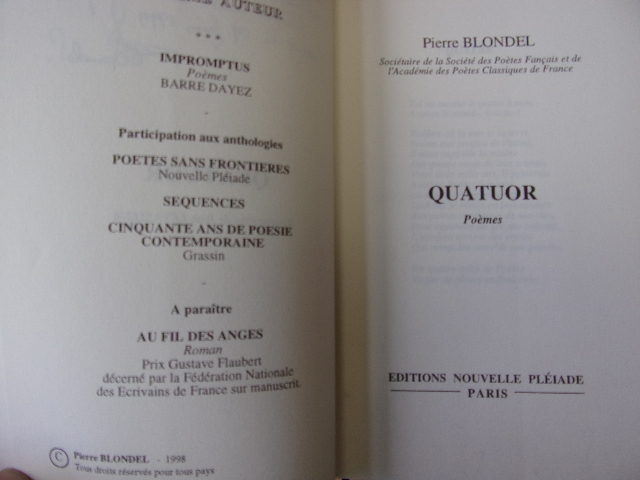 AUTEUR
* * *
IMPROMPTUS
Poèmes
BARRE DAYEZ
-
Participation aux anthologies
POETES SANS FRONTIERES
Nouvelle Pléiade
SEQUENCES
CINQUANTE ANS DE POESIE
CONTEMPORAINE
Grassin
-
A paraître
AU FIL DES ANGES
Roman
Prix Gustave Flaubert
décerné par la Fédération Nationale
des Ecrivains de France sur manuscrit.
© Pierre BLONDEL - 1998
Tous droits réservés pour tous pays
Pierre BLONDEL
Sociétaire de la Société des Poètes Fançais et de
l'Académie des Poètes Classiques de France
QUATUOR
Poèmes
EDITIONS NOUVELLE PLÉIADE
PARIS